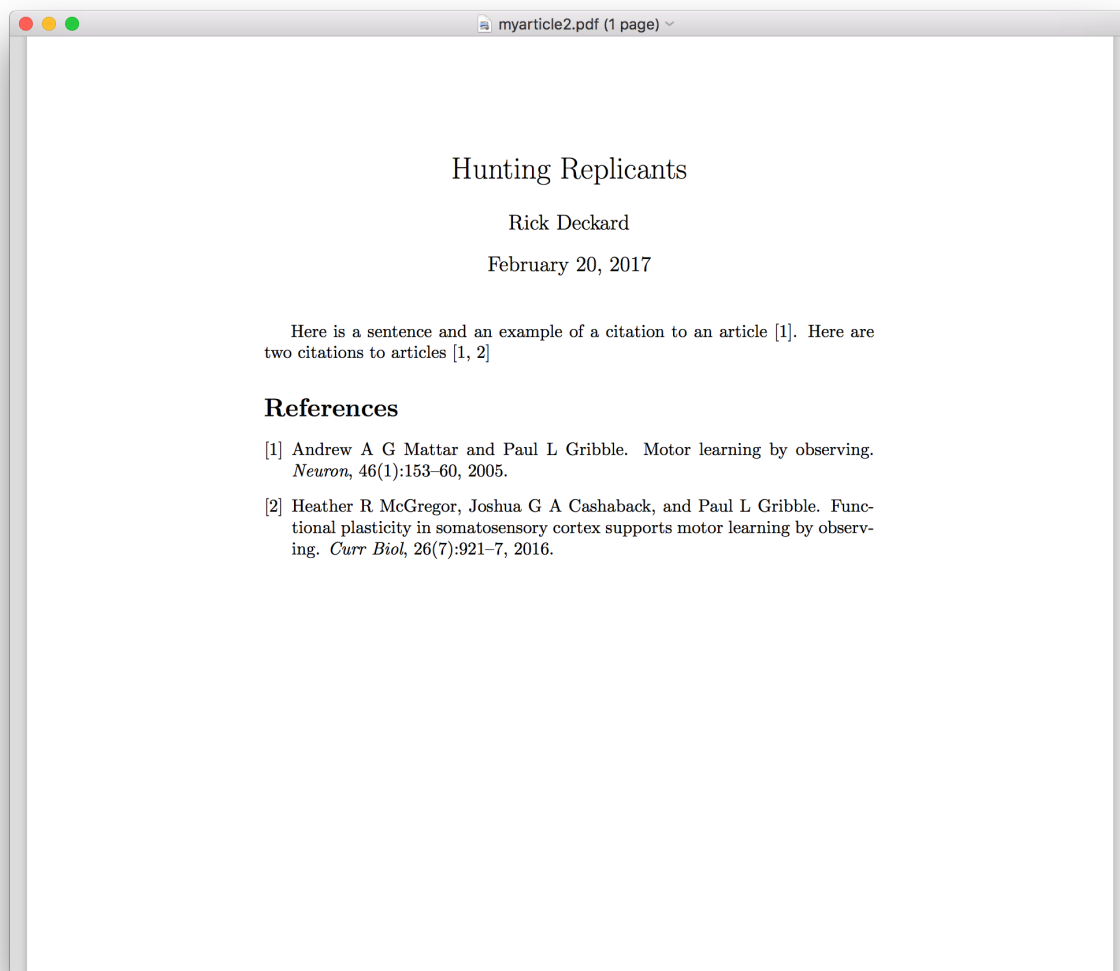 myarticle2.pdf (1 page)
Hunting Replicants
Rick Deckard
February 20, 2017
Here is a sentence and an example of a citation to an article [1]. Here are
two citations to articles [1, 2]
References
[1] Andrew A G Mattar and Paul L Gribble. Motor learning by observing.
Neuron, 46(1):153–60, 2005.
[2] Heather R McGregor, Joshua G A Cashaback, and Paul L Gribble. Func-
tional plasticity in somatosensory cortex supports motor learning by observ-
ing. Curr Biol, 26(7):921–7, 2016.